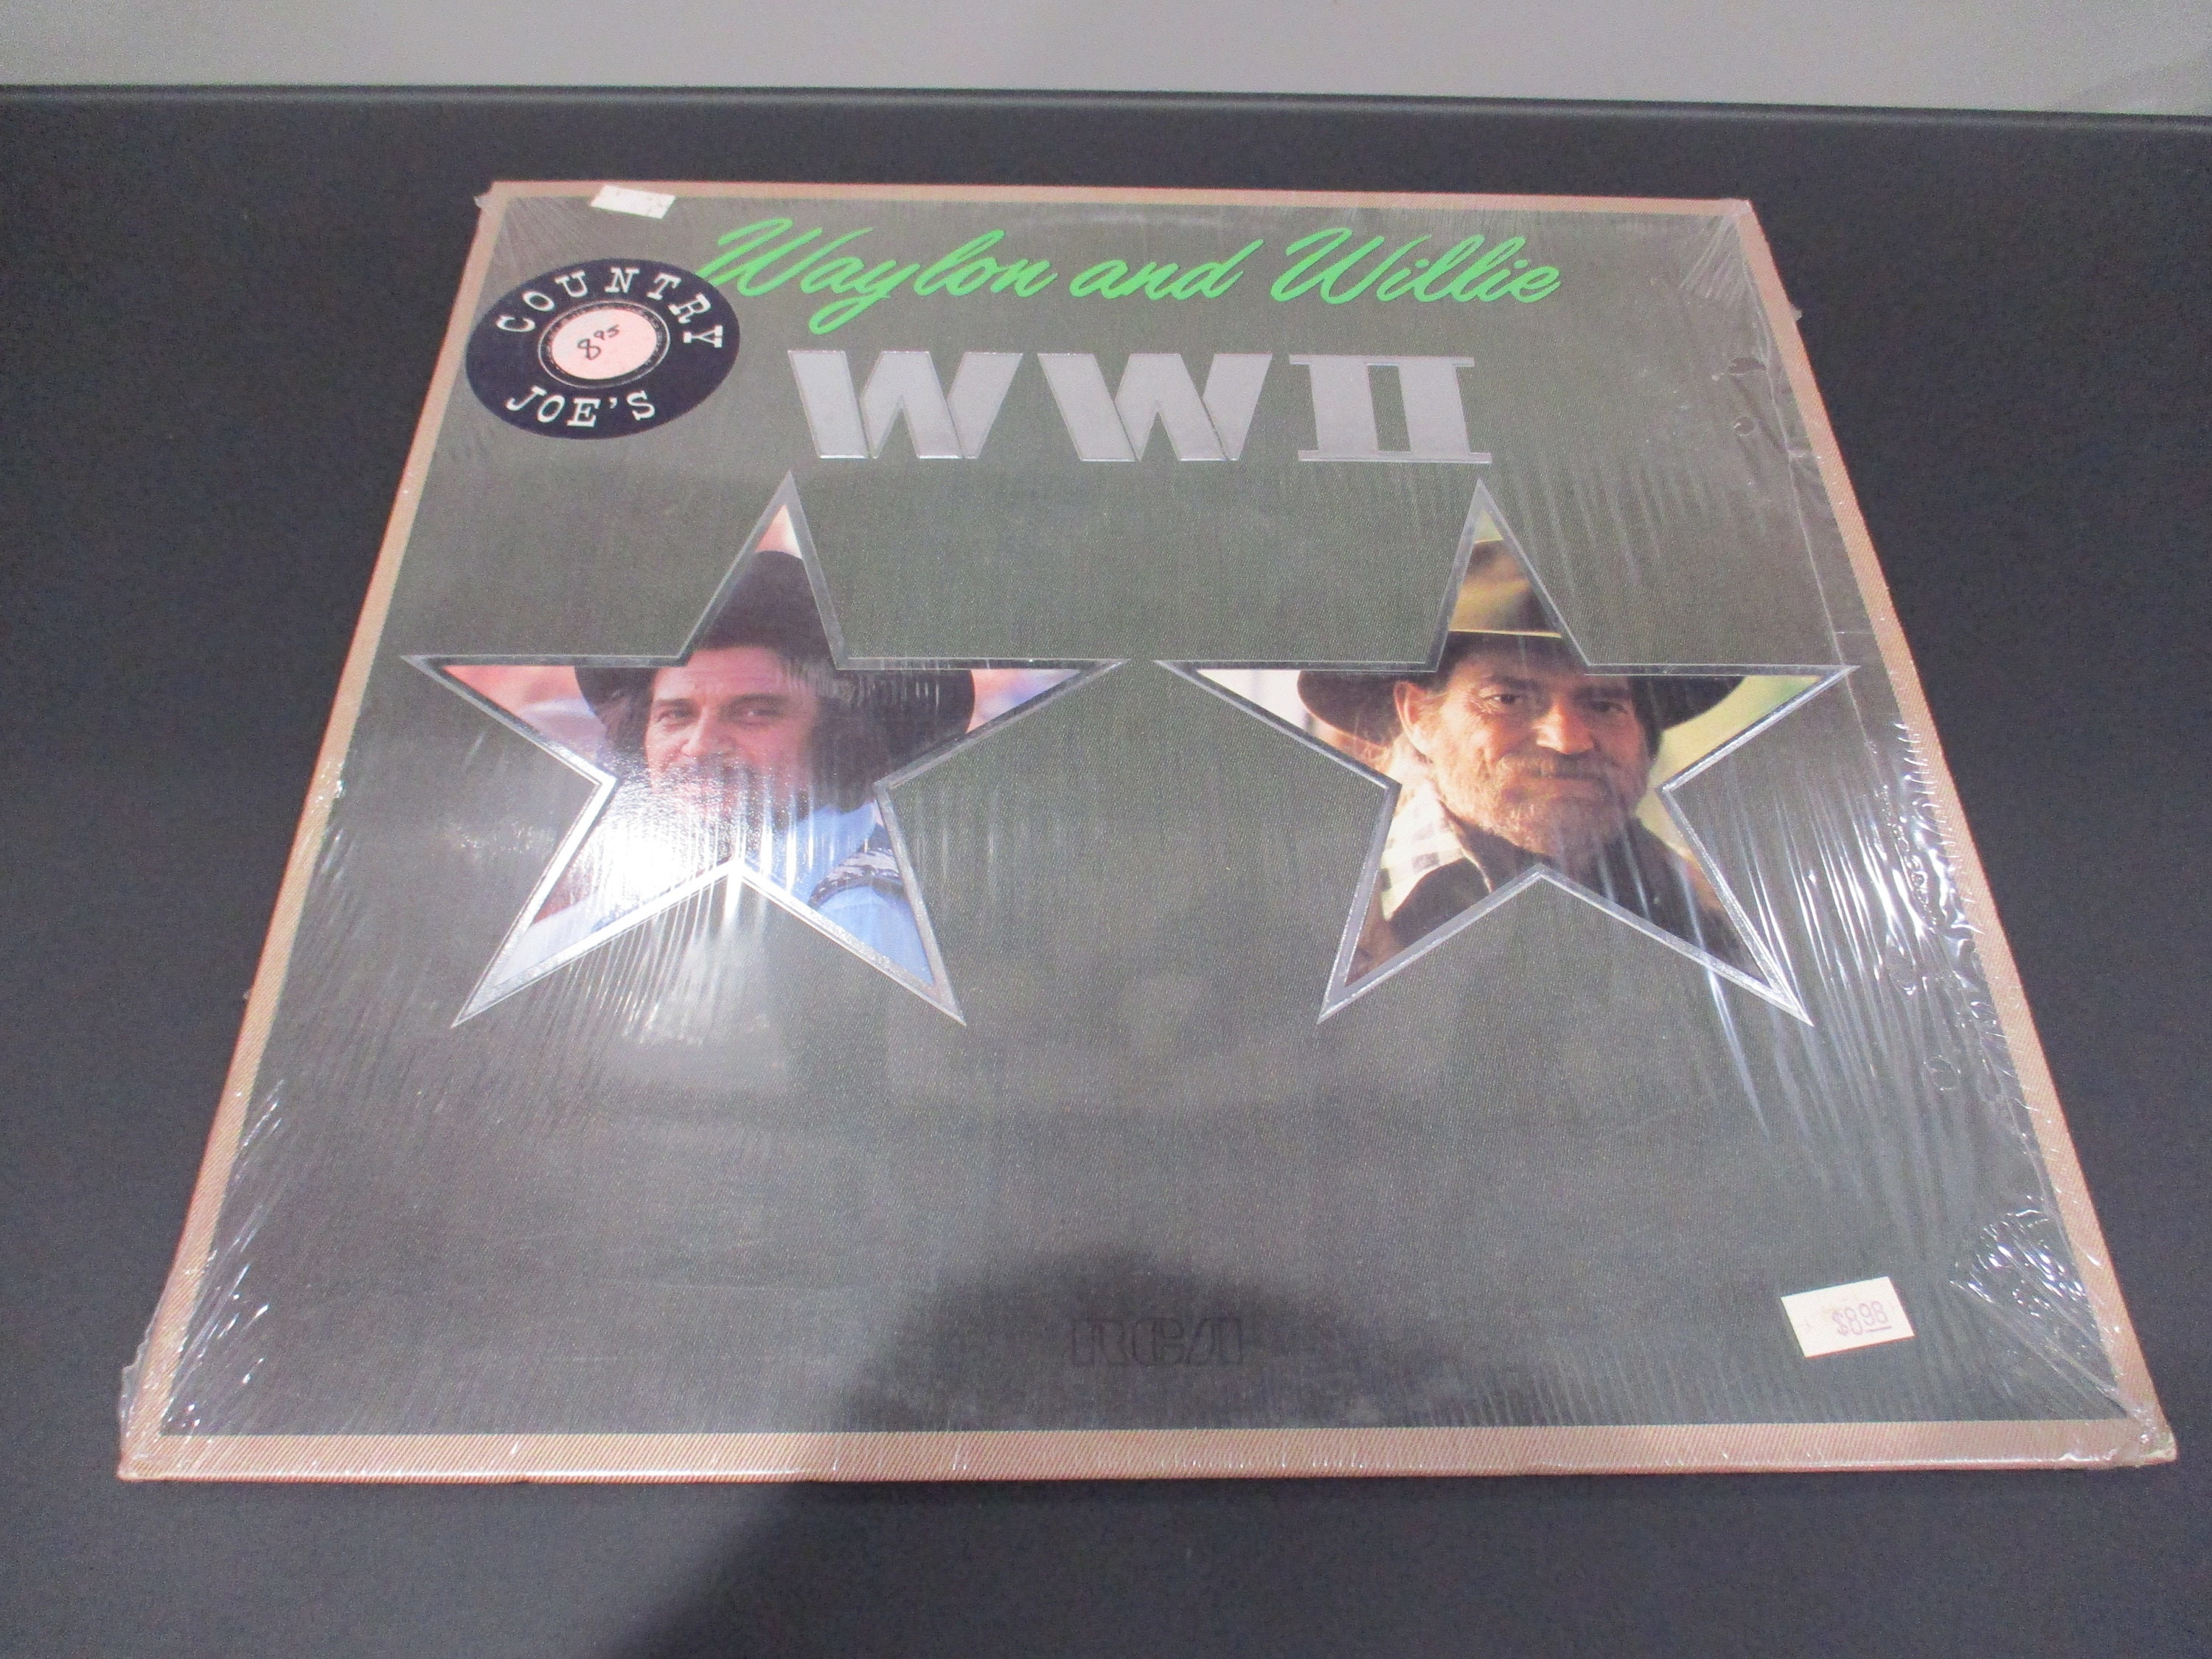 Waylon and Willie
COUNTRY
8.95
JOE'S
WWII
RCA
$8.98